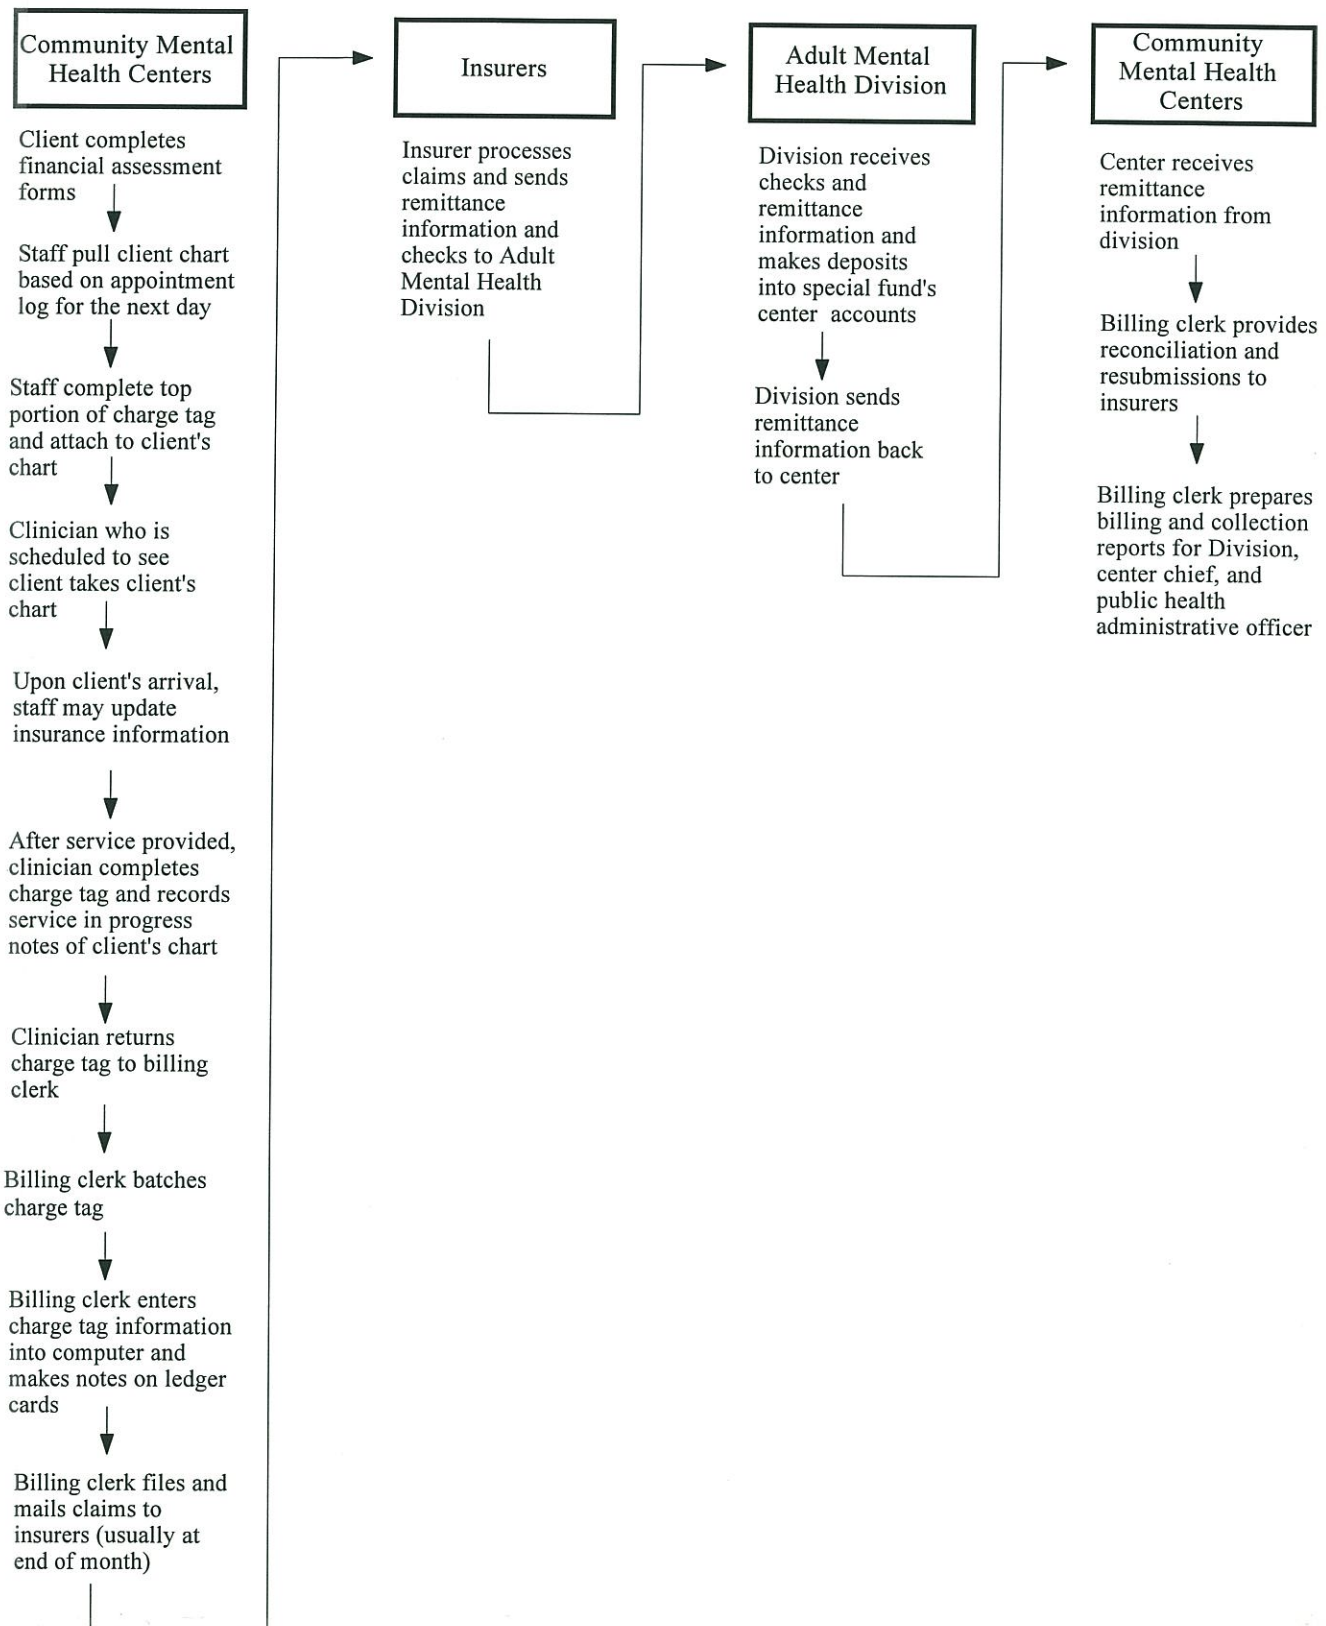 Community Mental
Health Centers
Client completes
financial assessment
forms
Staff pull client chart
based on appointment
log for the next day
Staff complete top
portion of charge tag
and attach to client's
chart
Clinician who is
scheduled to see
client takes client's
chart
Upon client's arrival,
staff may update
insurance information
After service provided,
clinician completes
charge tag and records
service in progress
notes of client's chart
Clinician returns
charge tag to billing
clerk
Billing clerk batches
charge tag
Billing clerk enters
charge tag information
into computer and
makes notes on ledger
cards
Billing clerk files and
mails claims to
insurers (usually at
end of month)
Insurers
Insurer processes
claims and sends
remittance
information and
checks to Adult
Mental Health
Division
Adult Mental
Health Division
Division receives
checks and
remittance
information and
makes deposits
into special fund's
center accounts
Division sends
remittance
information back
to center
Community
Mental Health
Centers
Center receives
remittance
information from
division
Billing clerk provides
reconciliation and
resubmissions to
insurers
Billing clerk prepares
billing and collection
reports for Division,
center chief, and
public health
administrative officer